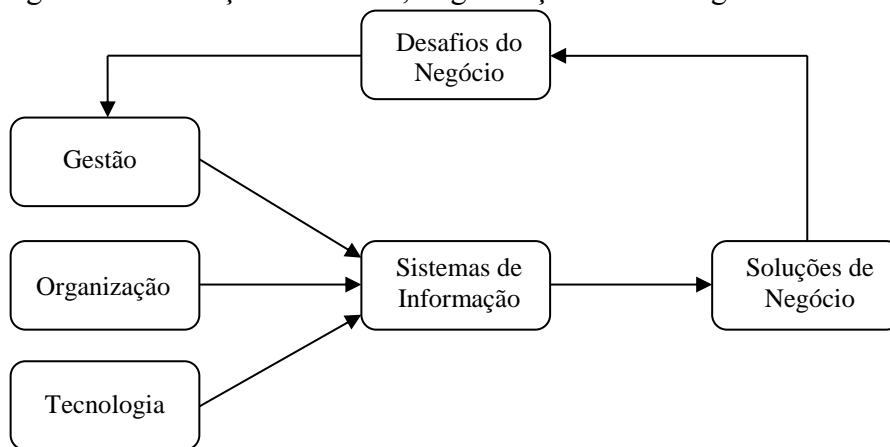 Desafios do
Negócio
Gestão
Organização
Sistemas de
Informação
Soluções de
Negócio
Tecnologia